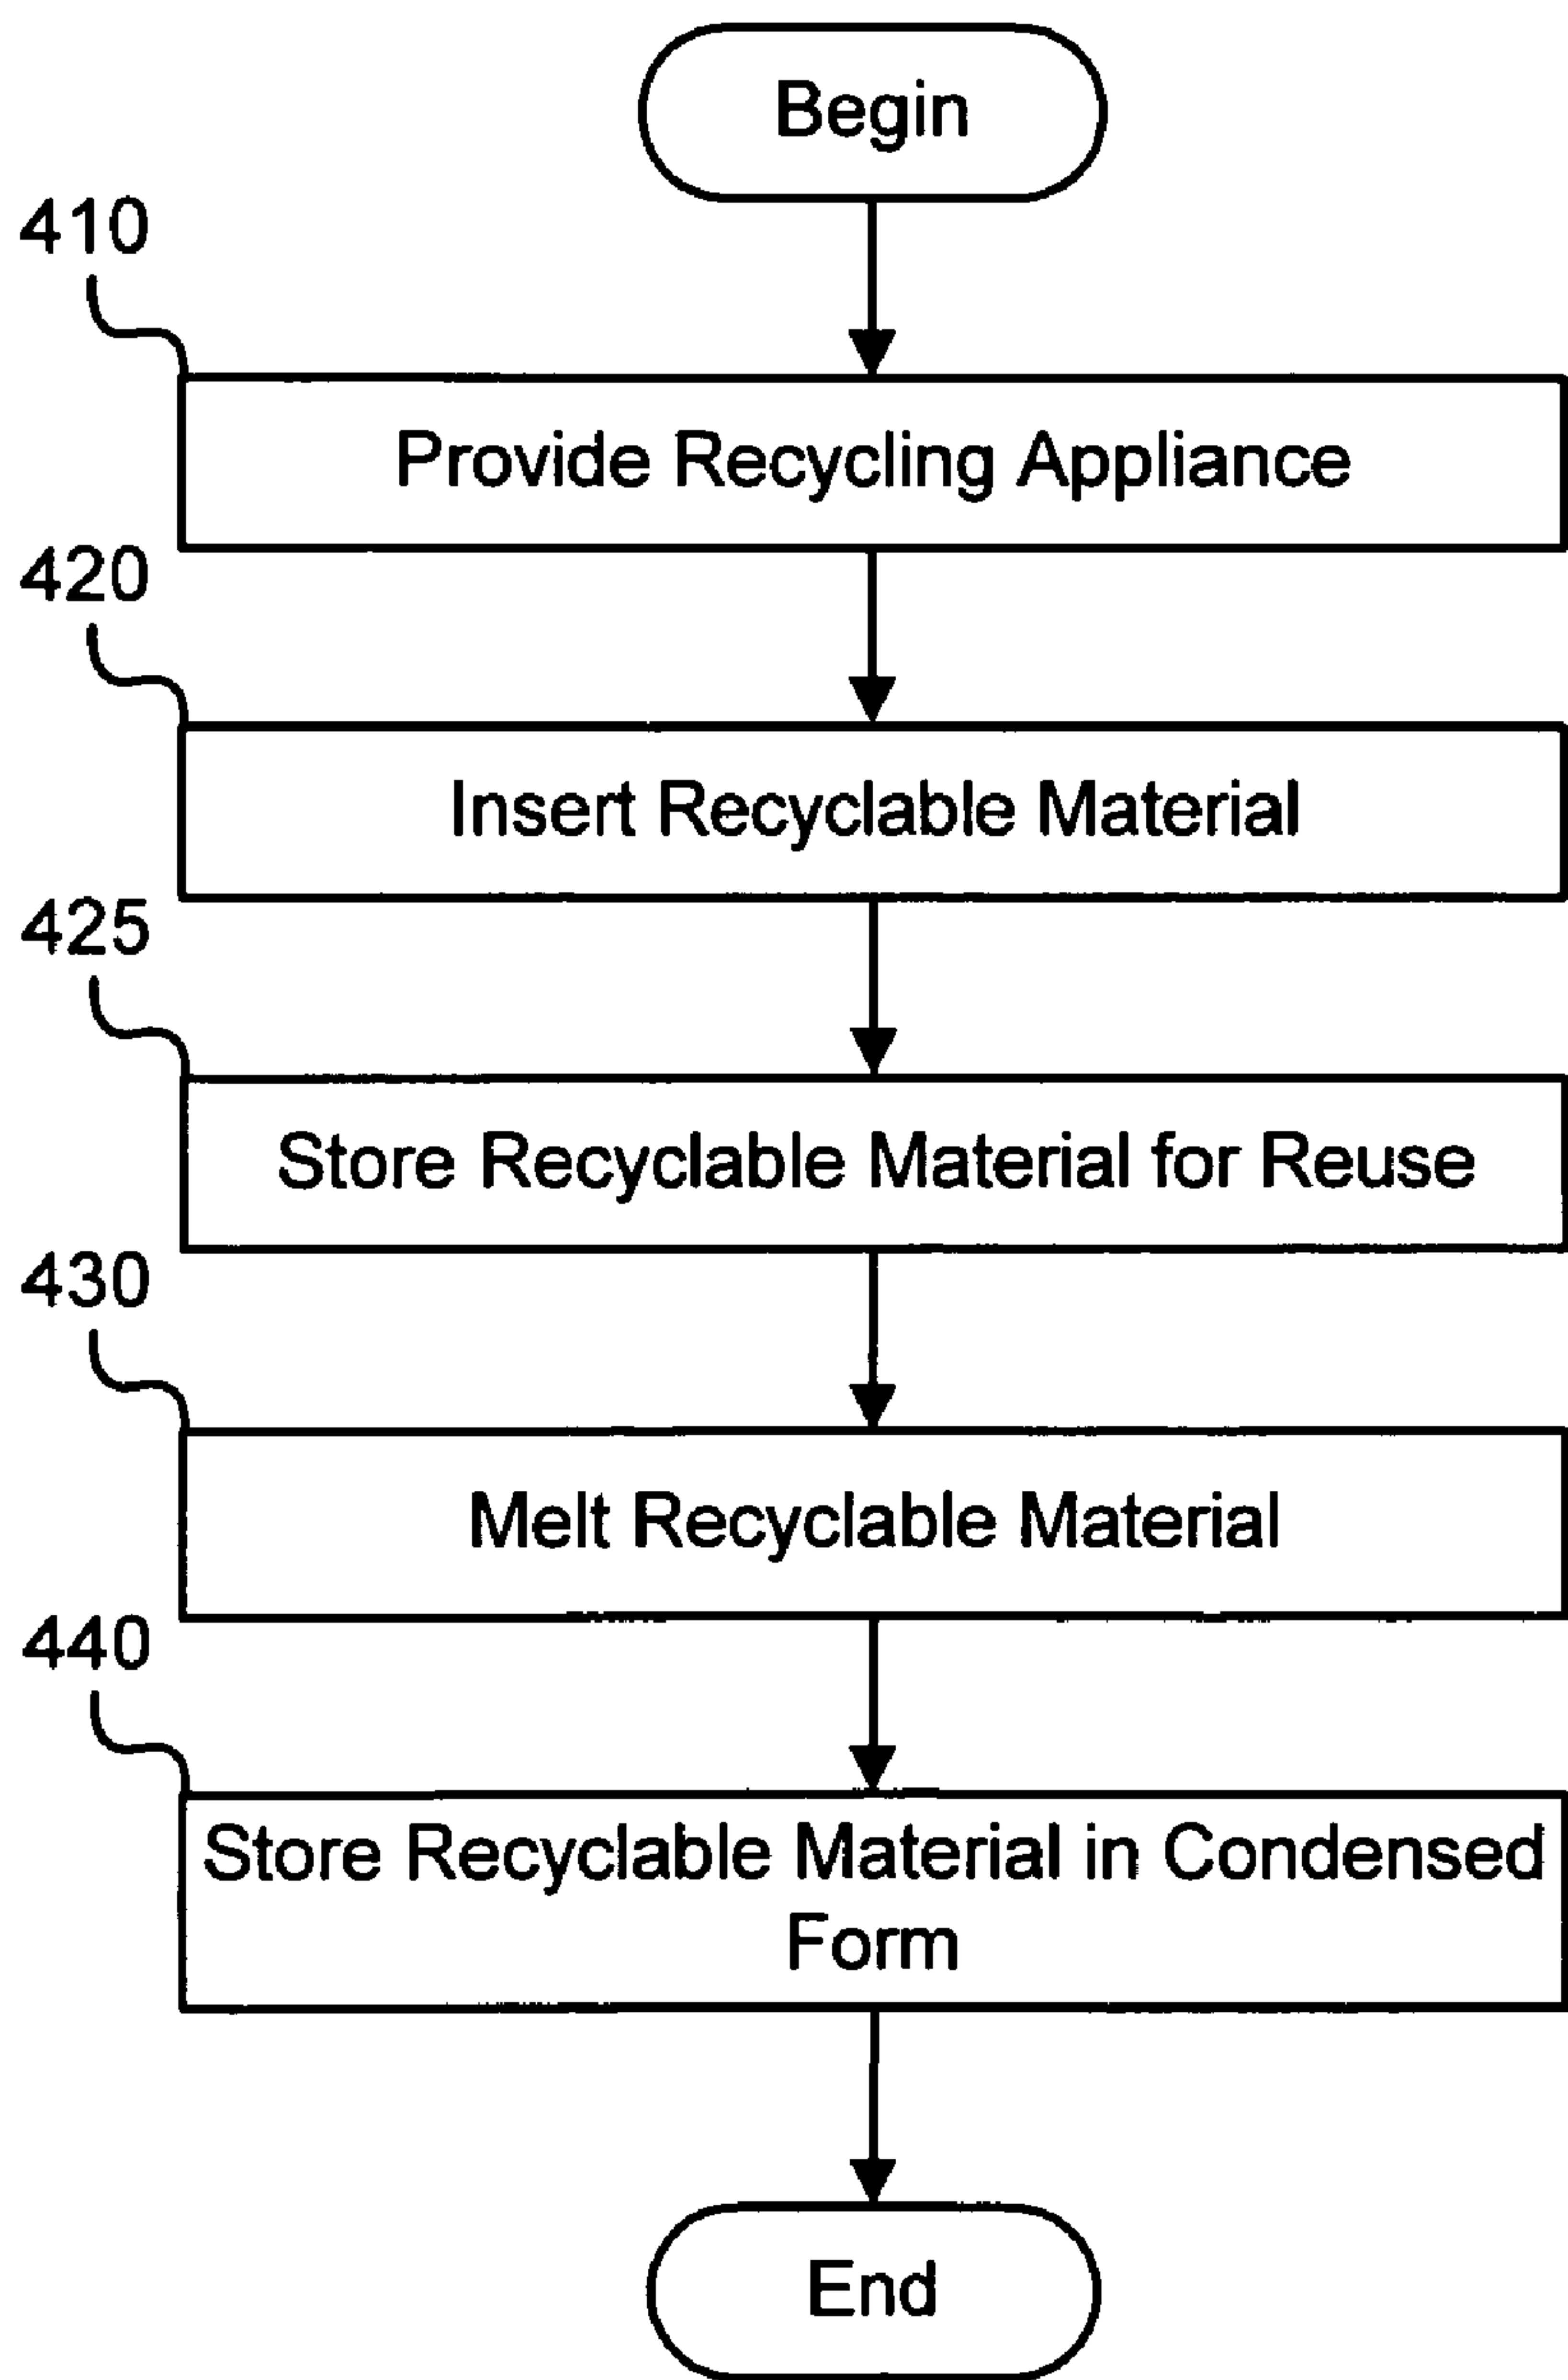 Begin
410
Provide Recycling Appliance
420
Insert Recyclable Material
425
Store Recyclable Material for Reuse
430
Melt Recyclable Material
440
Store Recyclable Material in Condensed
Form
End